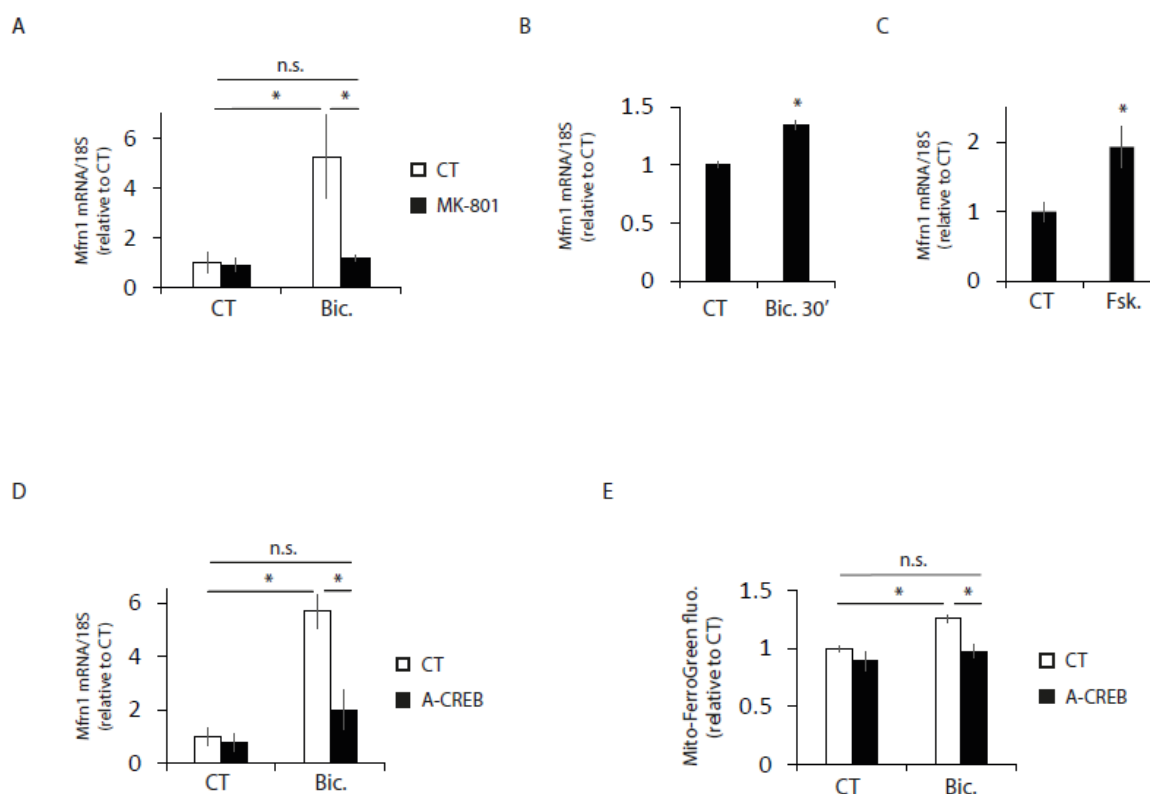 A
n.s.
*
*
Mfrn1 mRNA/18S
(relative to CT)
6
4
2
0
CT
Bic.
CT
MK-801
B
*
Mfrn1 mRNA/18S
(relative to CT)
1.5
1
0.5
0
CT
Bic. 30’
C
*
Mfrn1 mRNA/18S
( relative to CT)
2
1
0
CT
Fsk.
D
n.s.
*
*
Mfrn1 mRNA/18S
(relative to CT)
6
4
2
0
CT
Bic.
CT
A-CREB
E
n.s.
*
*
Mito-FerroGreen fluo.
(relative to CT)
1.5
1
0.5
0
CT
Bic.
CT
A-CREB